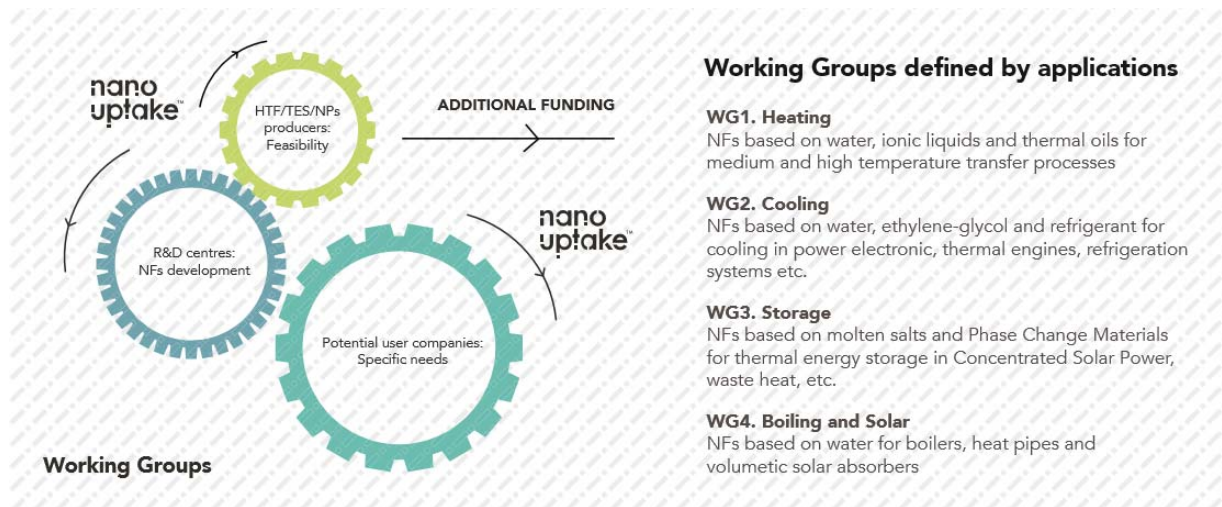 nano
uptake™
HTF/TES/NPs
producers:
Feasibility
ADDITIONAL FUNDING
R&D centres:
NFs development
nano
uptake™
Potential user companies:
Specific needs
Working Groups
Working Groups defined by applications
WG1. Heating
NFs based on water, ionic liquids and thermal oils for
medium and high temperature transfer processes
WG2. Cooling
NFs based on water, ethylene-glycol and refrigerant for
cooling in power electronic, thermal engines, refrigeration
systems etc.
WG3. Storage
NFs based on molten salts and Phase Change Materials
for thermal energy storage in Concentrated Solar Power,
waste heat, etc.
WG4. Boiling and Solar
NFs based on water for boilers, heat pipes and
volumetic solar absorbers